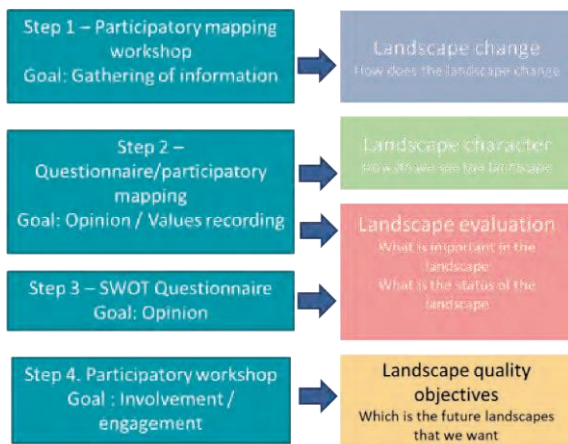 Step 1 – Participatory mapping
workshop
Goal: Gathering of information
Landscape change
How does the landscape change
Step 2 –
Questionnaire/participatory
mapping
Goal: Opinion / Values recording
Landscape character
How do we see the landscape
Landscape evaluation
What is important in the
landscape
What is the status of the
landscape
Step 3 – SWOT Questionnaire
Goal: Opinion
Step 4. Participatory workshop
Goal : Involvement /
engagement
Landscape quality
objectives
Which is the future landscapes
that we want